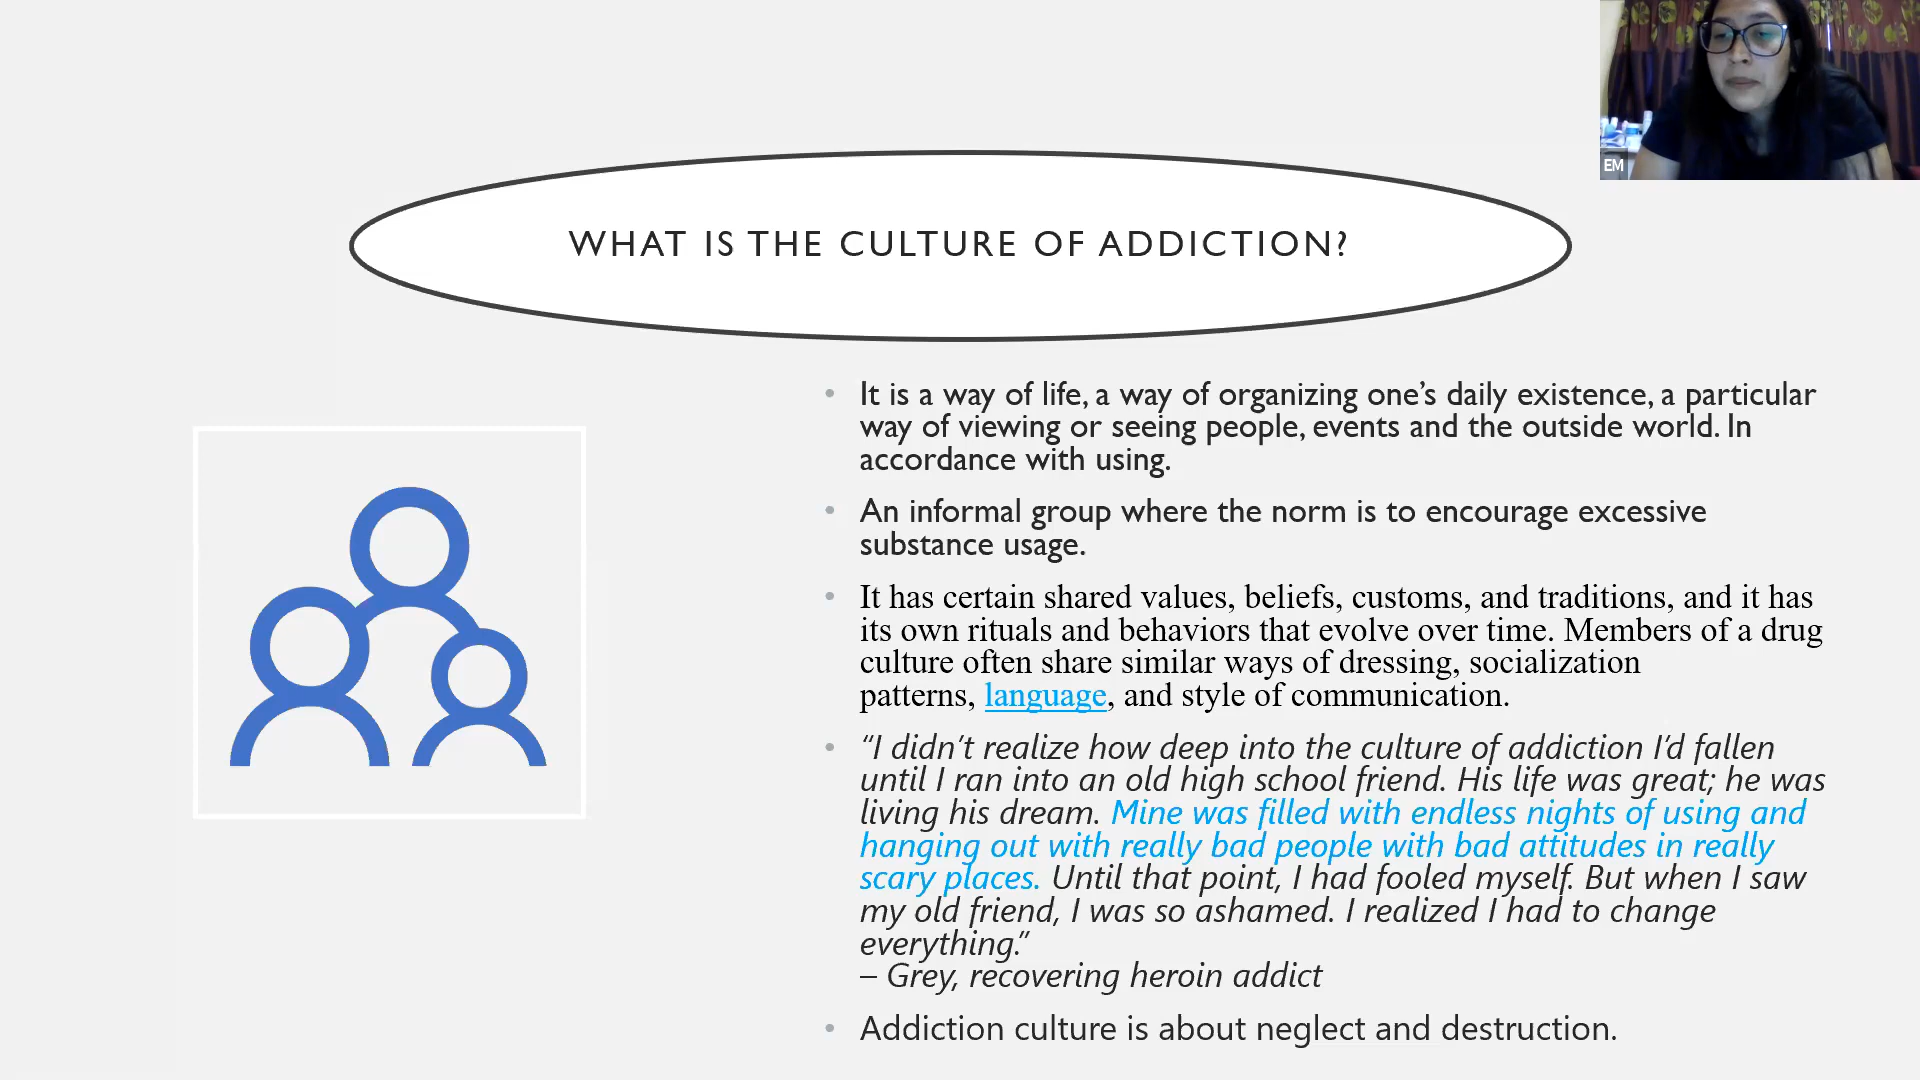 EM
WHAT IS THE CULTURE OF ADDICTION?
• It is a way of life, a way of organizing one’s daily existence, a particular
way of viewing or seeing people, events and the outside world. In
accordance with using.
• An informal group where the norm is to encourage excessive
substance usage.
• It has certain shared values, beliefs, customs, and traditions, and it has
its own rituals and behaviors that evolve over time. Members of a drug
culture often share similar ways of dressing, socialization
patterns, language, and style of communication.
• “I didn’t realize how deep into the culture of addiction I’d fallen
until I ran into an old high school friend. His life was great; he was
living his dream. Mine was filled with endless nights of using and
hanging out with really bad people with bad attitudes in really
scary places. Until that point, I had fooled myself. But when I saw
my old friend, I was so ashamed. I realized I had to change
everything.”
– Grey, recovering heroin addict
• Addiction culture is about neglect and destruction.